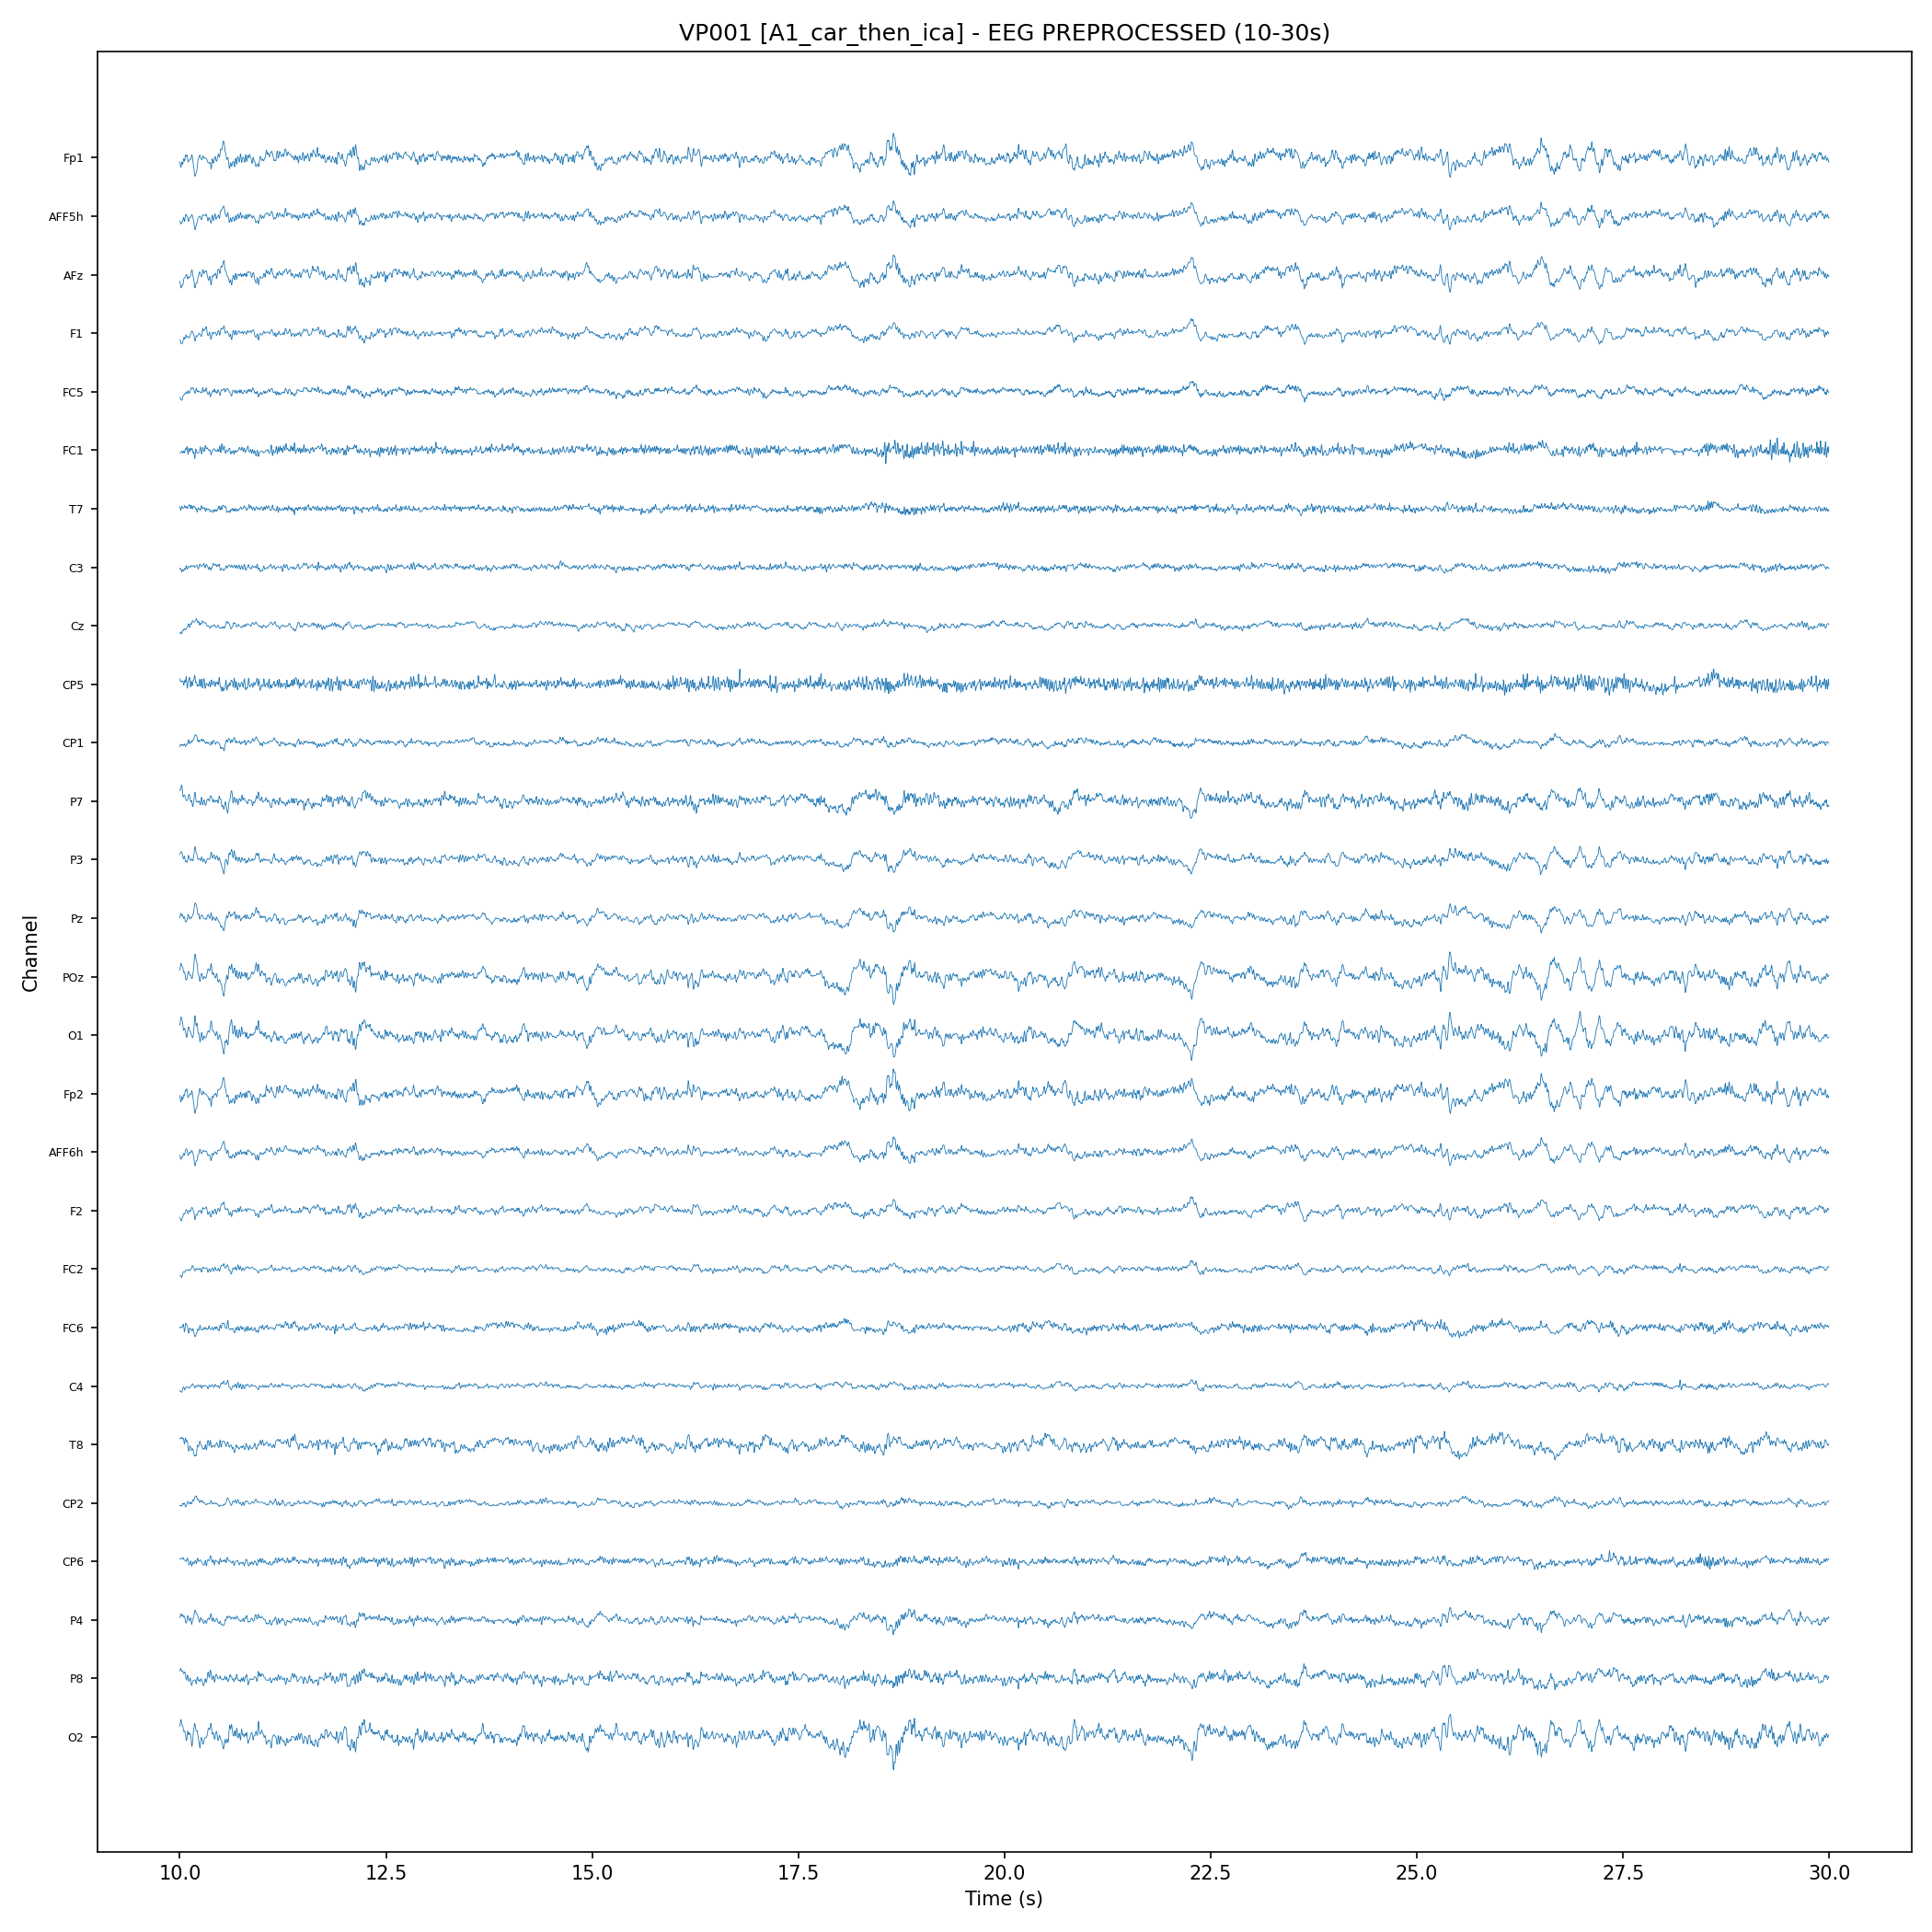 VP001 [A1_car_then_ica] - EEG PREPROCESSED (10-30s)
Channel
Fp1
AFF5h
AFz
F1
FC5
FC1
T7
C3
Cz
CP5
CP1
P7
P3
Pz
POz
O1
Fp2
AFF6h
F2
FC2
FC6
C4
T8
CP2
CP6
P4
P8
O2
10.0 12.5 15.0 17.5 20.0 22.5 25.0 27.5 30.0
Time (s)